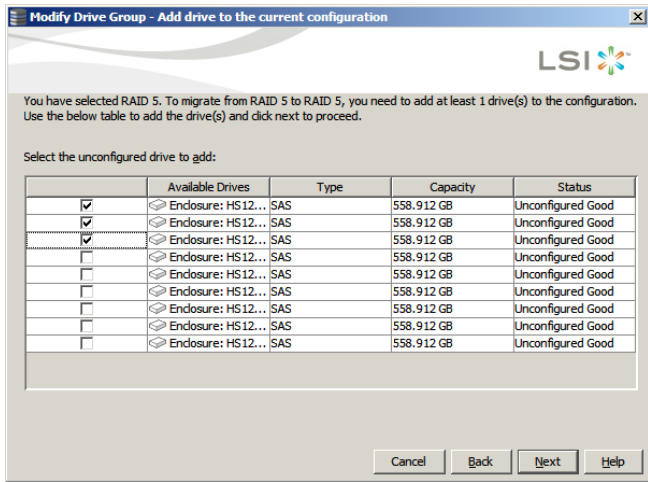 Modify Drive Group - Add drive to the current configuration
LSI
You have selected RAID 5. To migrate from RAID 5 to RAID 5, you need to add at least 1 drive(s) to the configuration.
Use the below table to add the drive(s) and click next to proceed.
Select the unconfigured drive to add:
Available Drives Type Capacity Status
Enclosure: HS12... SAS 558.912 GB Unconfigured Good
Enclosure: HS12... SAS 558.912 GB Unconfigured Good
Enclosure: HS12... SAS 558.912 GB Unconfigured Good
Enclosure: HS12... SAS 558.912 GB Unconfigured Good
Enclosure: HS12... SAS 558.912 GB Unconfigured Good
Enclosure: HS12... SAS 558.912 GB Unconfigured Good
Enclosure: HS12... SAS 558.912 GB Unconfigured Good
Enclosure: HS12... SAS 558.912 GB Unconfigured Good
Enclosure: HS12... SAS 558.912 GB Unconfigured Good
Cancel Back Next Help